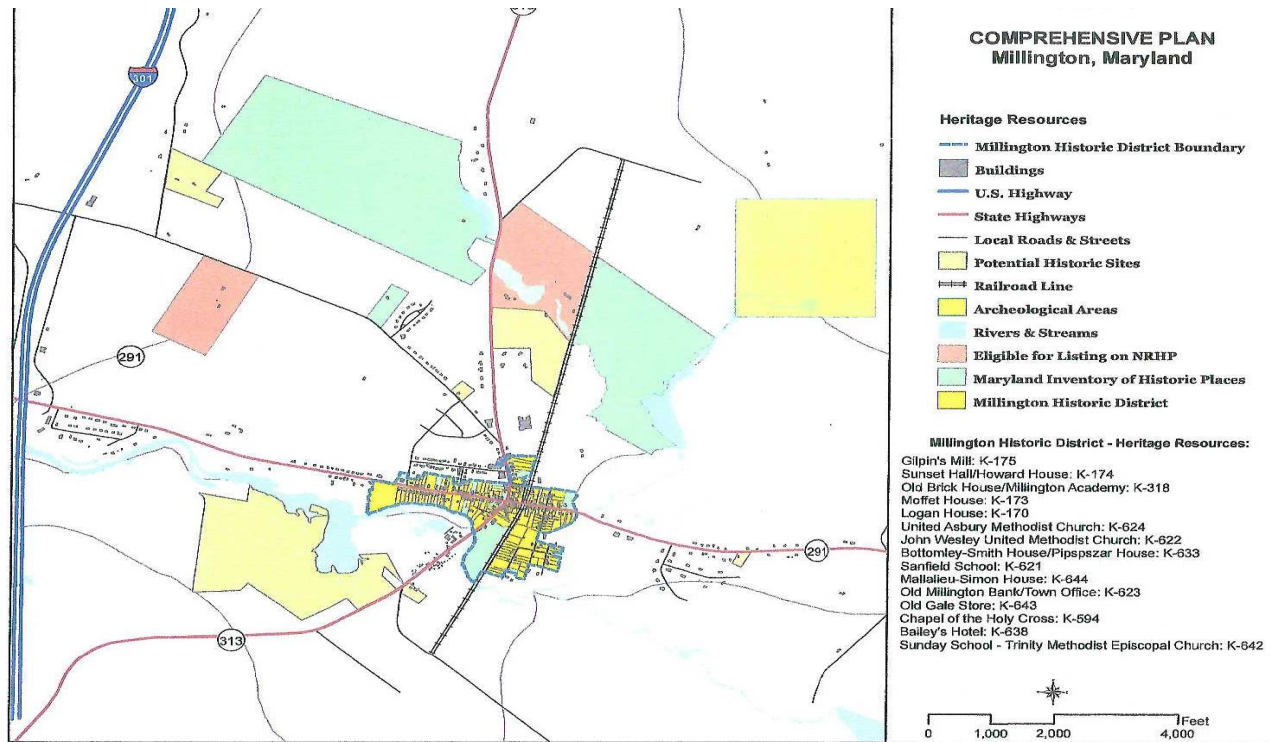 COMPREHENSIVE PLAN
Millington, Maryland
301
Heritage Resources
Millington Historic District Boundary
Buildings
U.S. Highway
State Highways
Local Roads & Streets
Potential Historic Sites
Railroad Line
Archeological Areas
Rivers & Streams
Eligible for Listing on NRHP
Maryland Inventory of Historic Places
Millington Historic District
291
291
313
Millington Historic District - Heritage Resources:
Gilpin's Mill: K-175
Sunset Hall/Howard House: K-174
Old Brick House/Millington Academy: K-318
Moffet House: K-173
Logan House: K-170
United Asbury Methodist Church: K-624
John Wesley United Methodist Church: K-622
Bottomley-Smith House/Pipspszar House: K-633
Sanfield School: K-621
Mallalieu-Simon House: K-644
Old Millington Bank/Town Office: K-623
Old Gale Store: K-643
Chapel of the Holy Cross: K-594
Bailey's Hotel: K-638
Sunday School - Trinity Methodist Episcopal Church: K-642
Feet
0 1,000 2,000 4,000